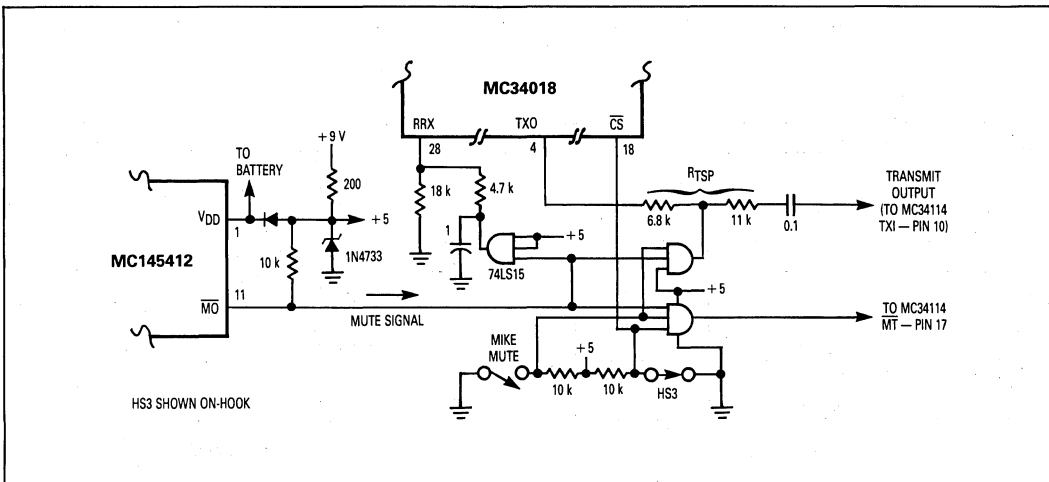 MC34018
RRX
TXO
CS
28
4
18
+9 V
TO
BATTERY
200
VDD
1
+5
MC145412
10 k
1N4733
MO
11
MUTE SIGNAL
18 k
4.7 k
1
+5
74LS15
RTSP
6.8 k
11 k
0.1
TRANSMIT
OUTPUT
(TO MC34114
TXI — PIN 10)
+5
TO MC34114
MT — PIN 17
MIKE
MUTE
+5
10 k
10 k
HS3
HS3 SHOWN ON-HOOK